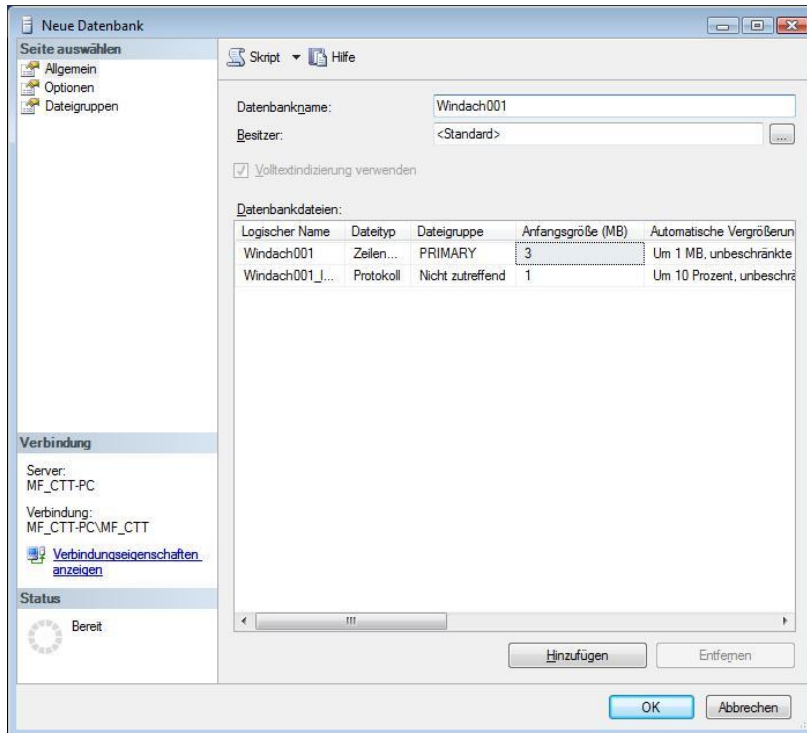 Neue Datenbank
Seite auswählen
Allgemein
Optionen
Dateigruppen
Skript
Hilfe
Datenbankname:
Windach001
Besitzer:
<Standard>
...
Volltextindizierung verwenden
Datenbankdateien:
Logischer Name Dateityp Dateigruppe Anfangsgröße (MB) Automatische Vergrößerun
Windach001 Zeilen... PRIMARY 3 Um 1 MB, unbeschränkte
Windach001_l... Protokoll Nicht zutreffend 1 Um 10 Prozent, unbeschrä
Verbindung
Server:
MF_CTT-PC
Verbindung:
MF_CTT-PC\MF_CTT
Verbindungseigenschaften
anzeigen
Status
Bereit
Hinzufügen
Entfernen
OK
Abbrechen